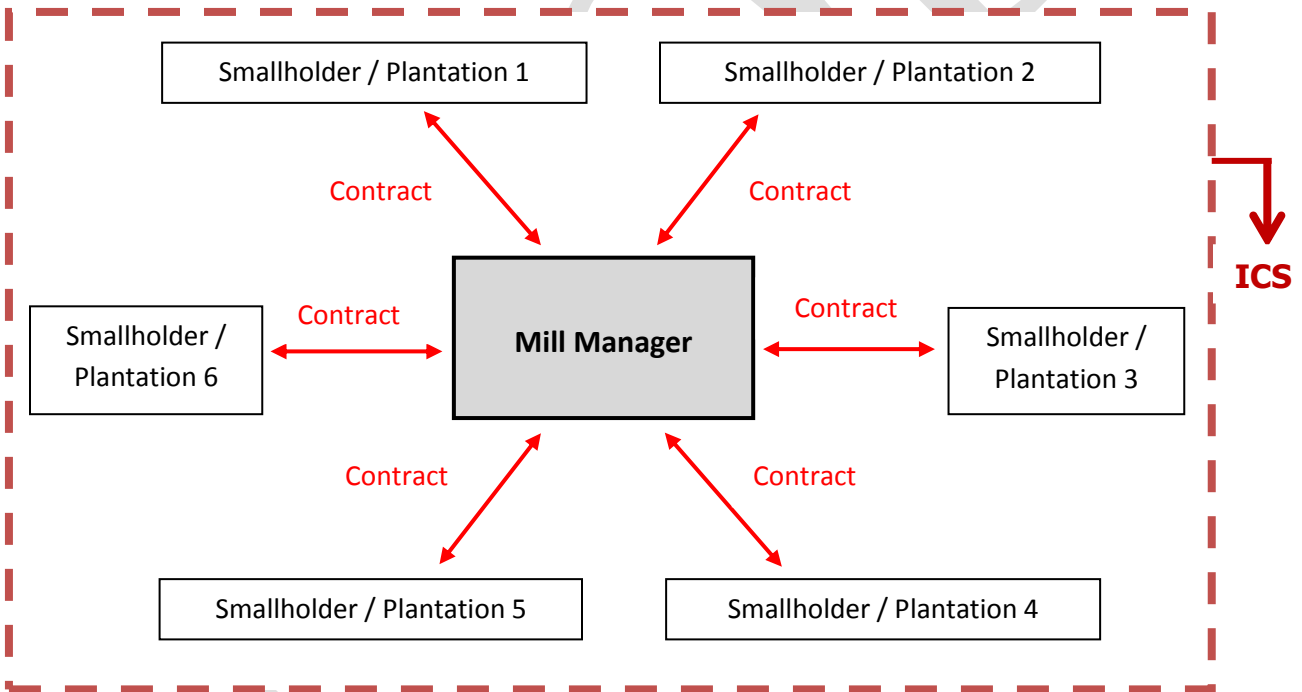 Smallholder / Plantation 1
Smallholder / Plantation 2
Contract
Contract
ICS
Smallholder /
Plantation 6
Contract
Mill Manager
Contract
Smallholder /
Plantation 3
Contract
Contract
Smallholder / Plantation 5
Smallholder / Plantation 4